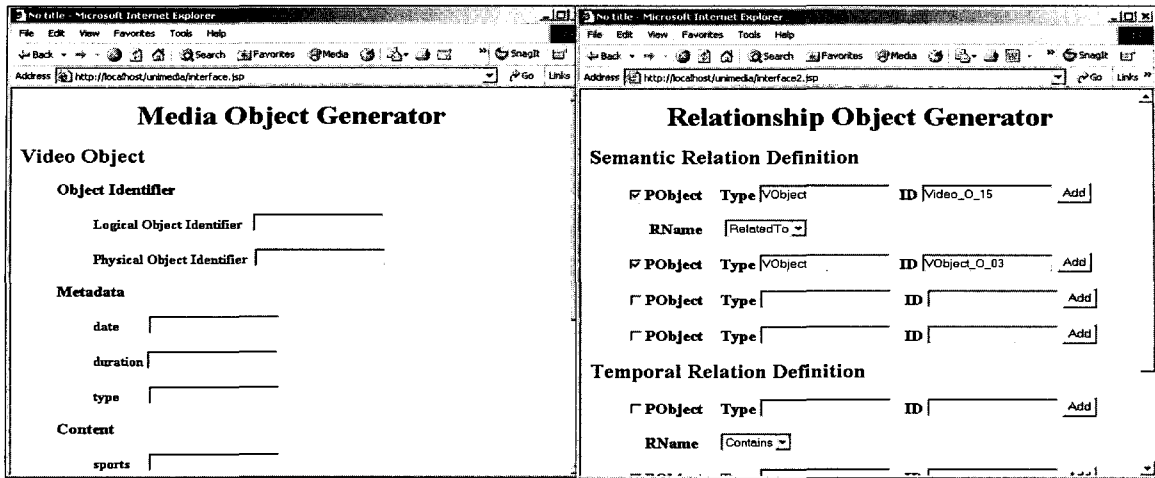 No title - Microsoft Internet Explorer
File Edit View Favorites Tools Help
Back Search Favorites Media » SnagIt
Address http://localhost/unimedia/interface.jsp Go Links
Media Object Generator
Video Object
Object Identifier
Logical Object Identifier
Physical Object Identifier
Metadata
date
duration
type
Content
sports
No title - Microsoft Internet Explorer
File Edit View Favorites Tools Help
Back Search Favorites Media » SnagIt
Address http://localhost/unimedia/interface2.jsp Go Links »
Relationship Object Generator
Semantic Relation Definition
PObject Type VObject ID Video_O_15 Add
RName RelatedTo
PObject Type VObject ID VObject_O_03 Add
PObject Type ID Add
PObject Type ID Add
Temporal Relation Definition
PObject Type ID Add
RName Contains
PObject Type ID Add